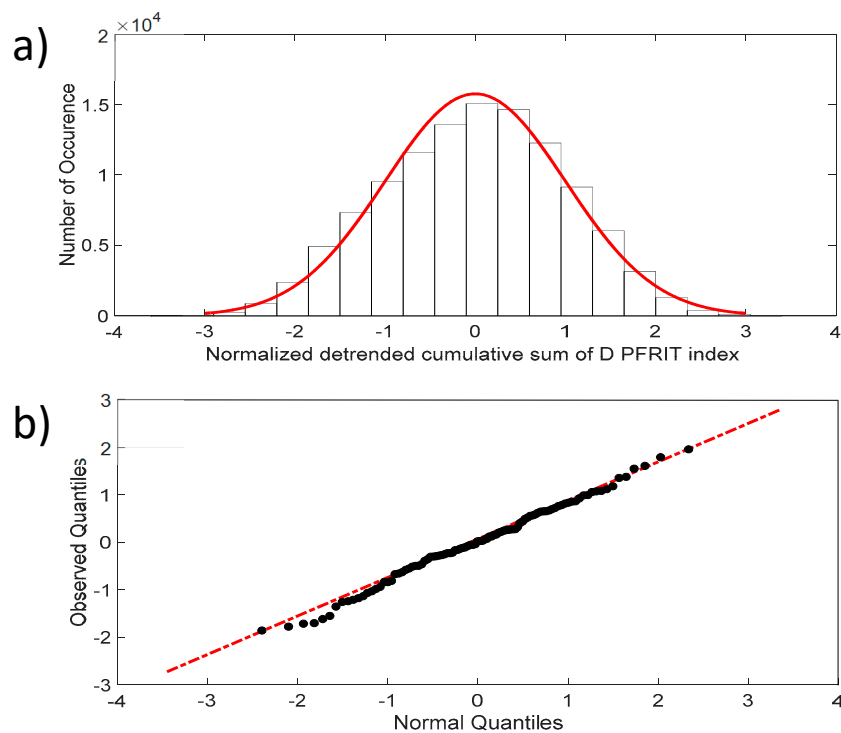 a)
×10⁴
2
1.5
1
0.5
0
Number of Occurence
-4 -3 -2 -1 0 1 2 3 4
Normalized detrended cumulative sum of D PFRIT index
b)
3
2
1
0
-1
-2
-3
Observed Quantiles
-4 -3 -2 -1 0 1 2 3 4
Normal Quantiles